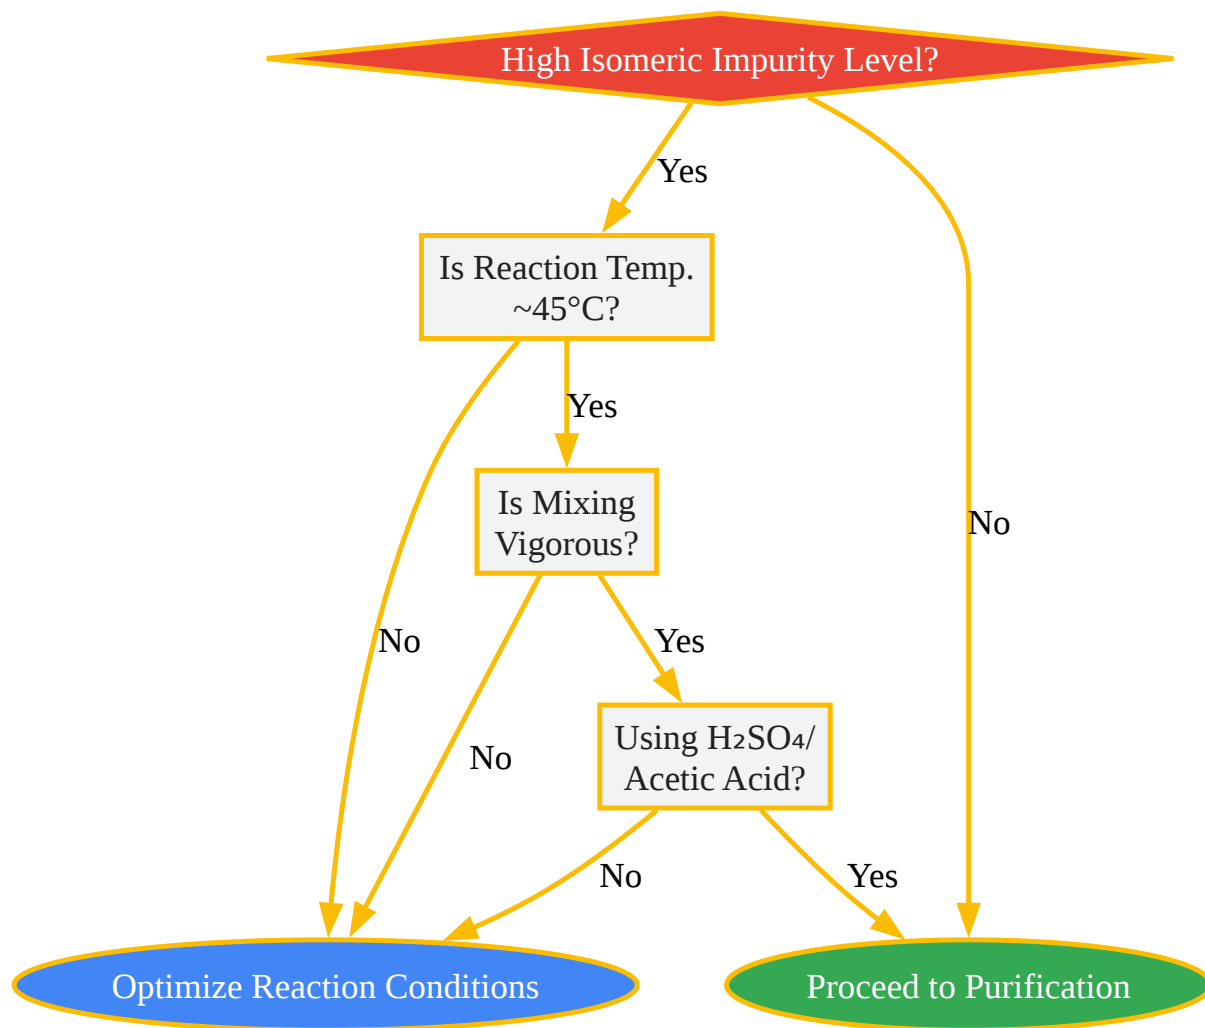 High Isomeric Impurity Level?
Yes
Is Reaction Temp.
~45°C?
Yes
Is Mixing
Vigorous?
No
No
Yes
Using H₂SO₄/
Acetic Acid?
No
No
Yes
Optimize Reaction Conditions
Proceed to Purification